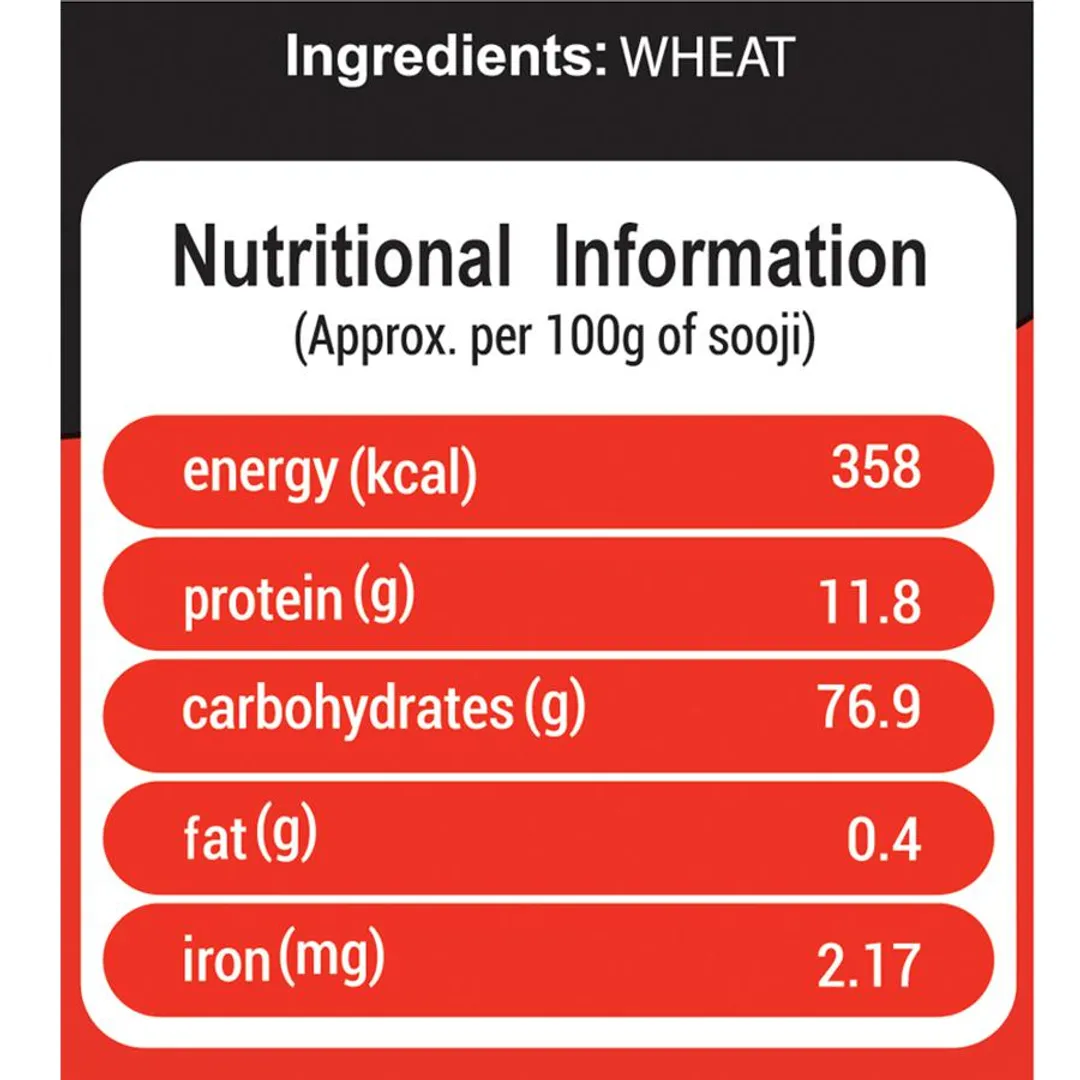 Ingredients: WHEAT
Nutritional Information
(Approx. per 100g of sooji)
energy (kcal) 358
protein (g) 11.8
carbohydrates (g) 76.9
fat (g) 0.4
iron (mg) 2.17